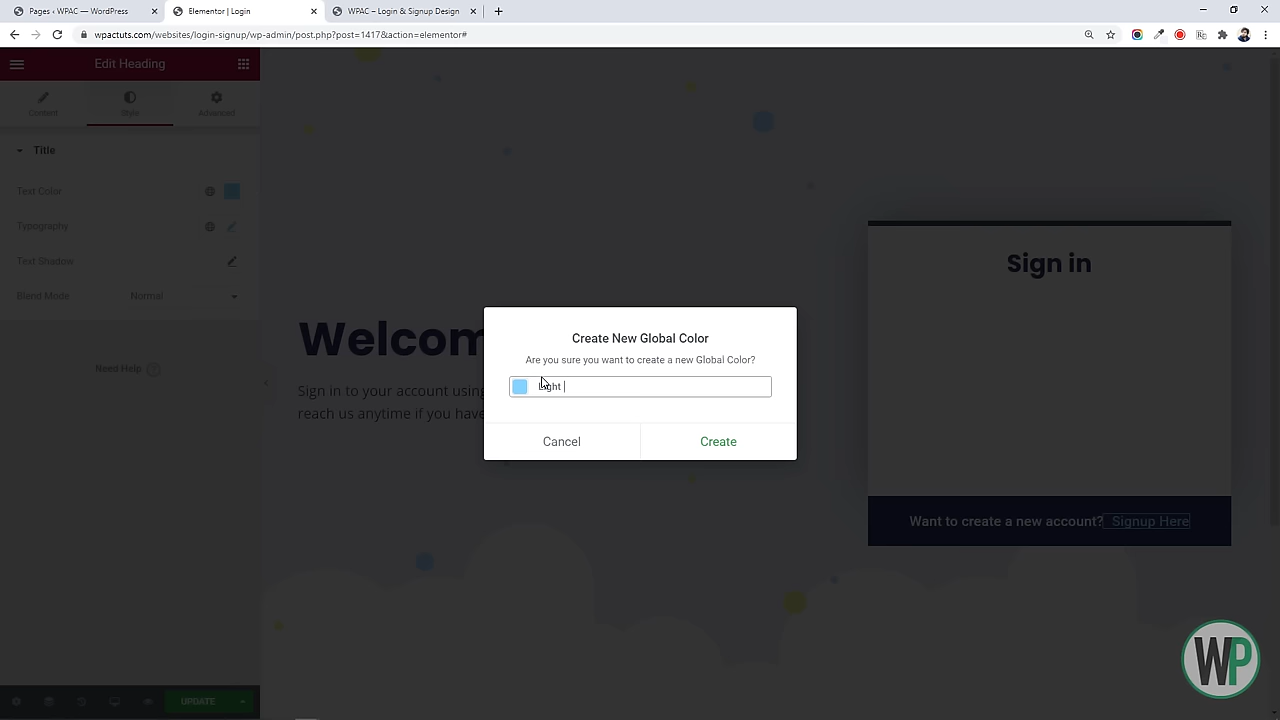 Pages ‹ WPAC — WordPress
Elementor | Login
WPAC – Login & Signup Design
wpactuts.com/websites/login-signup/wp-admin/post.php?post=1417&action=elementor#
Edit Heading
Content
Style
Advanced
Title
Text Color
Typography
Text Shadow
Blend Mode
Normal
Need Help
UPDATE
Sign in
Welcom
Sign in to your account using
reach us anytime if you have
Create New Global Color
Are you sure you want to create a new Global Color?
Light
Cancel
Create
Want to create a new account? Signup Here
WP